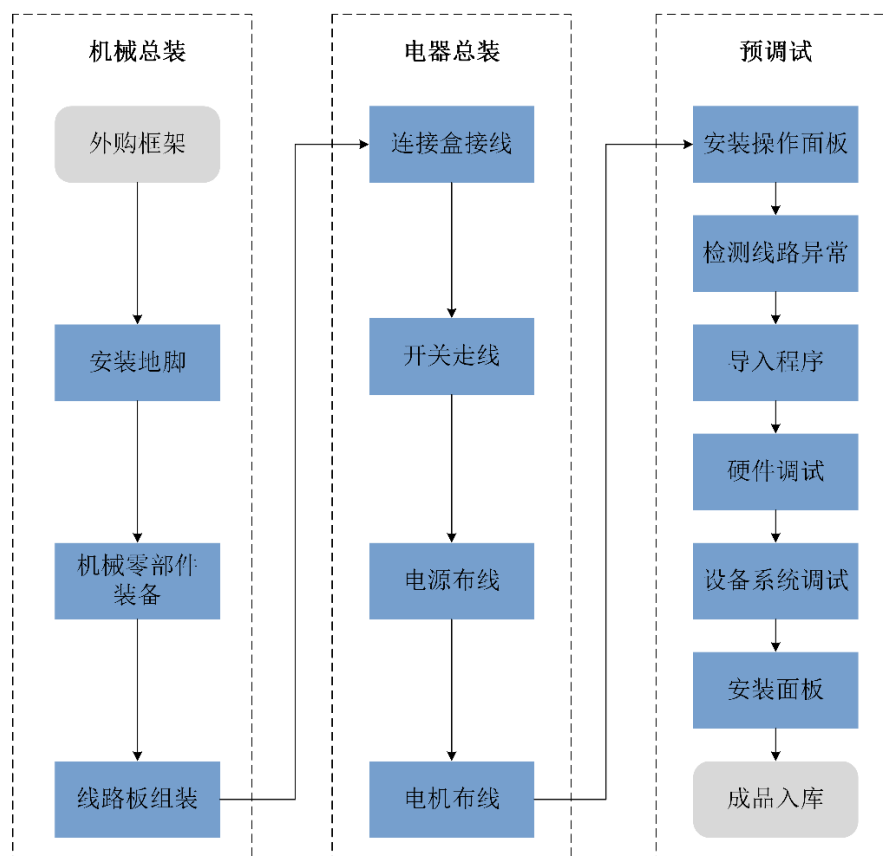 机械总装
外购框架
安装地脚
机械零部件
装备
线路板组装
电器总装
连接盒接线
开关走线
电源布线
电机布线
预调试
安装操作面板
检测线路异常
导入程序
硬件调试
设备系统调试
安装面板
成品入库